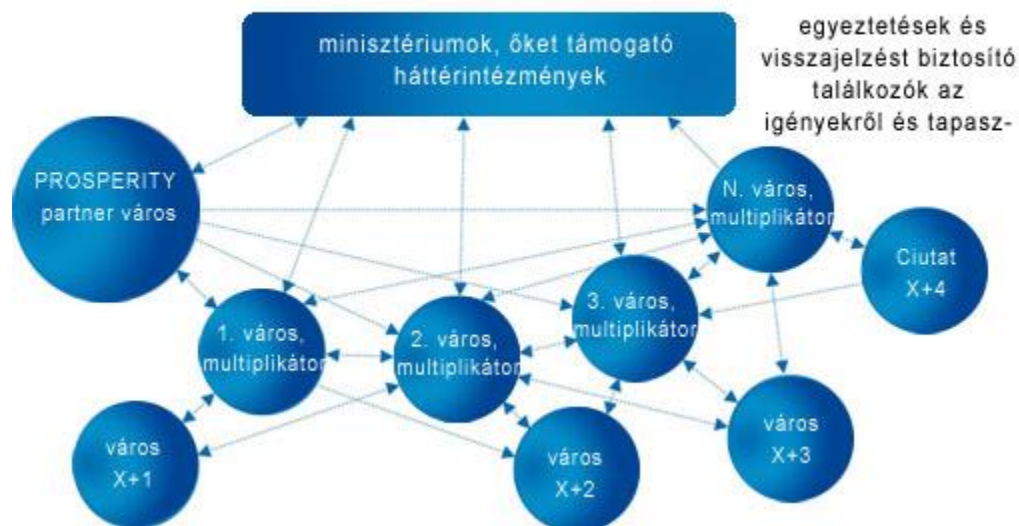 minisztériumok, őket támogató
háttérintézmények
egyeztetések és
visszajelzést biztosító
találkozók az
igényekről és tapasz-
PROSPERITY
partner város
N. város,
multiplikátor
Ciutat
X+4
3. város,
multiplikátor
1. város,
multiplikátor
2. város,
multiplikátor
város
X+1
város
X+2
város
X+3